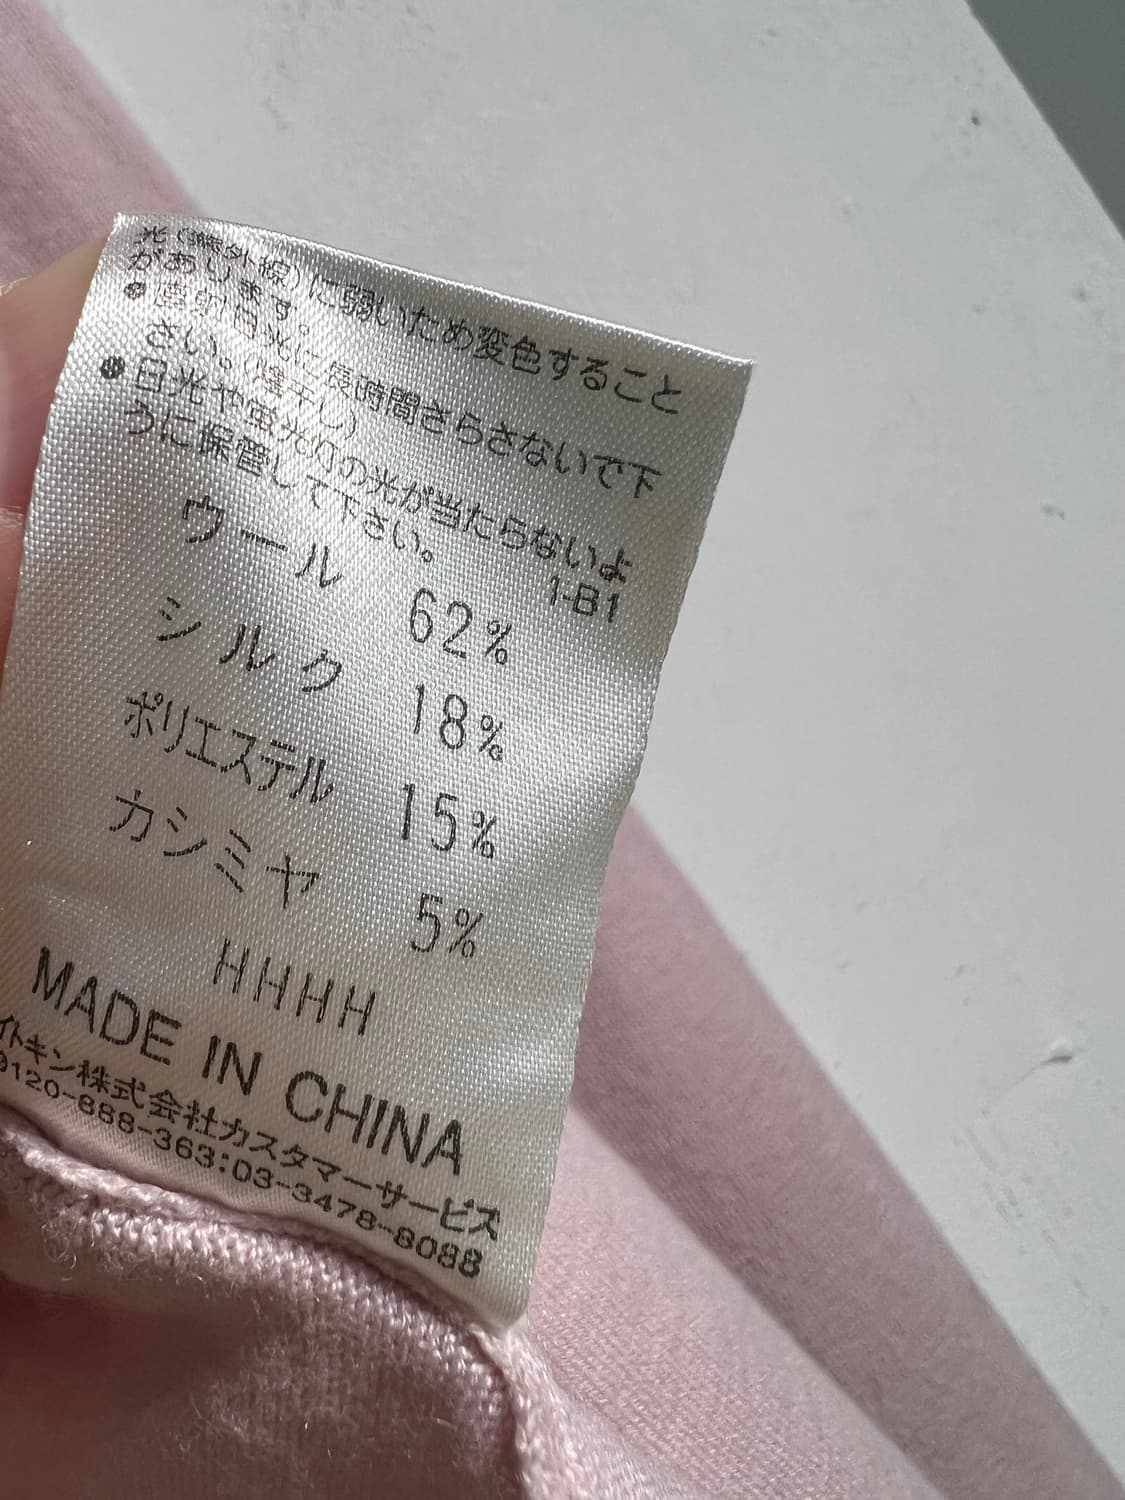 光(紫外線)に弱いため変色すること
があります。
●直射日光に長時間さらさないで下
さい。(陰干し)
●日光や蛍光灯の光が当たらないよ
うに保管して下さい。
1-B1
ウール 62%
シルク 18%
ポリエステル 15%
カシミヤ 5%
HHHH
MADE IN CHINA
イトキン株式会社カスタマーサービス
0120-888-363:03-3478-8088